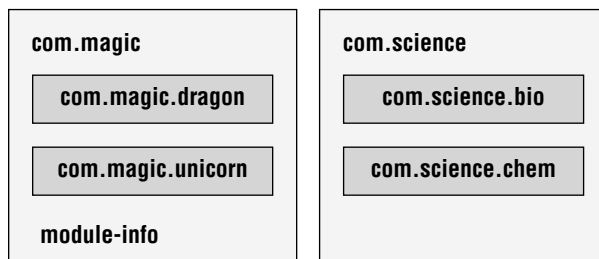 com.magic
com.magic.dragon
com.magic.unicorn
module-info
com.science
com.science.bio
com.science.chem